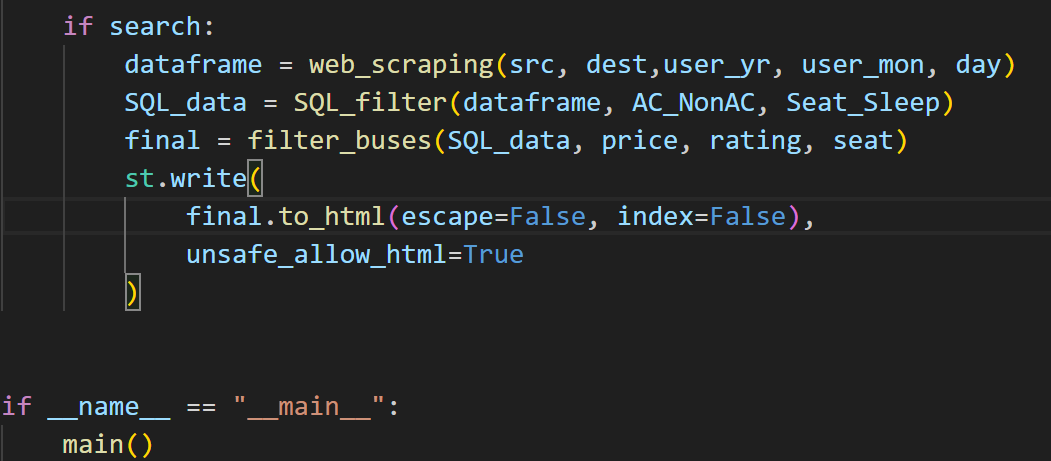 if search:
dataframe = web_scraping(src, dest,user_yr, user_mon, day)
SQL_data = SQL_filter(dataframe, AC_NonAC, Seat_Sleep)
final = filter_buses(SQL_data, price, rating, seat)
st.write(
final.to_html(escape=False, index=False),
unsafe_allow_html=True
)
if __name__ == "__main__":
main()